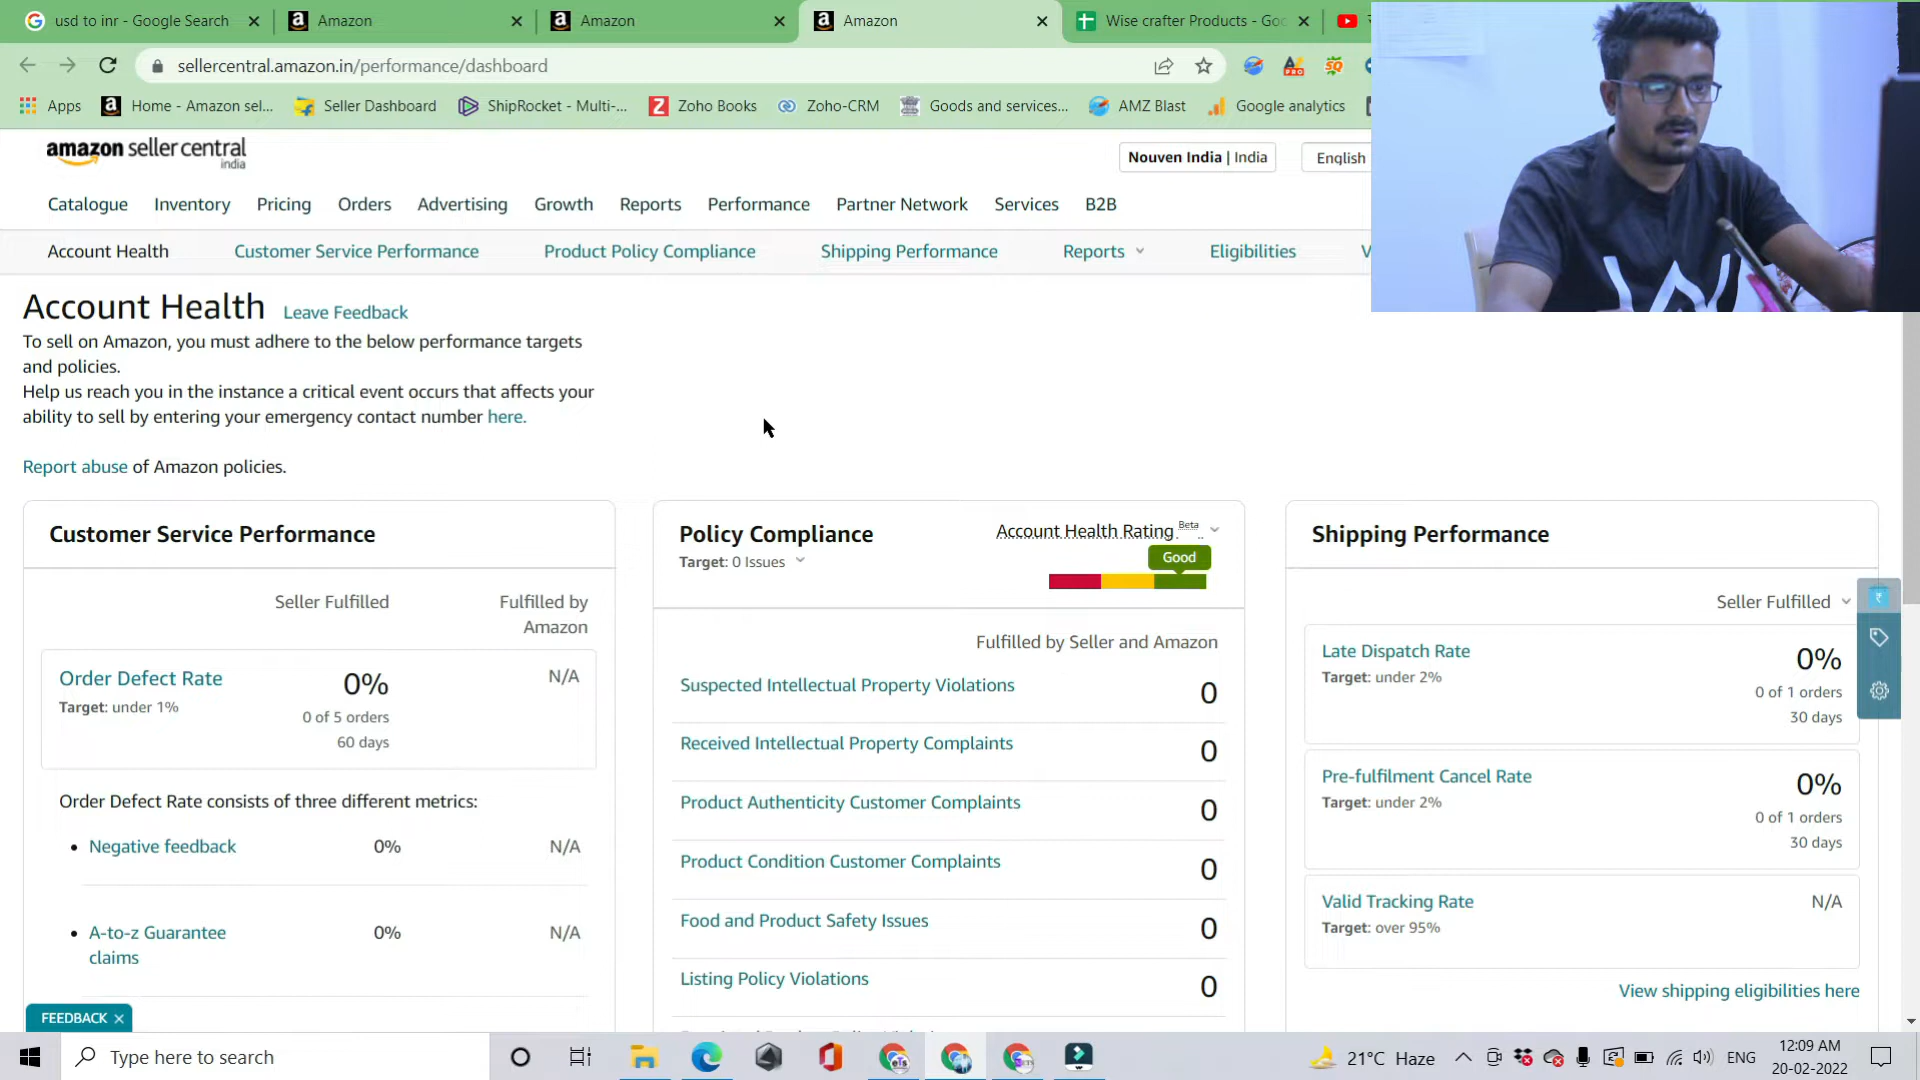 usd to inr - Google Search
Amazon
Amazon
Amazon
Wise crafter Products - Goo
sellercentral.amazon.in/performance/dashboard
Apps
Home - Amazon sel...
Seller Dashboard
ShipRocket - Multi-...
Zoho Books
Zoho-CRM
Goods and services...
AMZ Blast
Google analytics
amazon seller central
india
Nouven India | India
English
Catalogue
Inventory
Pricing
Orders
Advertising
Growth
Reports
Performance
Partner Network
Services
B2B
Account Health
Customer Service Performance
Product Policy Compliance
Shipping Performance
Reports
Eligibilities
V
Account Health
Leave Feedback
To sell on Amazon, you must adhere to the below performance targets
and policies.
Help us reach you in the instance a critical event occurs that affects your
ability to sell by entering your emergency contact number here.
Report abuse of Amazon policies.
Customer Service Performance
Seller Fulfilled
Fulfilled by
Amazon
Order Defect Rate
0%
N/A
Target: under 1%
0 of 5 orders
60 days
Order Defect Rate consists of three different metrics:
• Negative feedback
0%
N/A
• A-to-z Guarantee
claims
0%
N/A
FEEDBACK ×
Policy Compliance
Target: 0 Issues
Account Health Rating Beta
Good
Fulfilled by Seller and Amazon
Suspected Intellectual Property Violations
0
Received Intellectual Property Complaints
0
Product Authenticity Customer Complaints
0
Product Condition Customer Complaints
0
Food and Product Safety Issues
0
Listing Policy Violations
0
Shipping Performance
Seller Fulfilled
Late Dispatch Rate
0%
Target: under 2%
0 of 1 orders
30 days
Pre-fulfilment Cancel Rate
0%
Target: under 2%
0 of 1 orders
30 days
Valid Tracking Rate
N/A
Target: over 95%
View shipping eligibilities here
Type here to search
21°C Haze
ENG
12:09 AM
20-02-2022